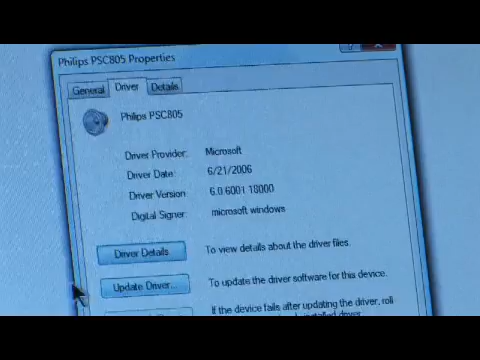 Philips PSC805 Properties
General Driver Details
Philips PSC805
Driver Provider: Microsoft
Driver Date: 6/21/2006
Driver Version: 6.0.6001.18000
Digital Signer: microsoft windows
Driver Details To view details about the driver files.
Update Driver... To update the driver software for this device.
If the device fails after updating the driver, roll
driver.